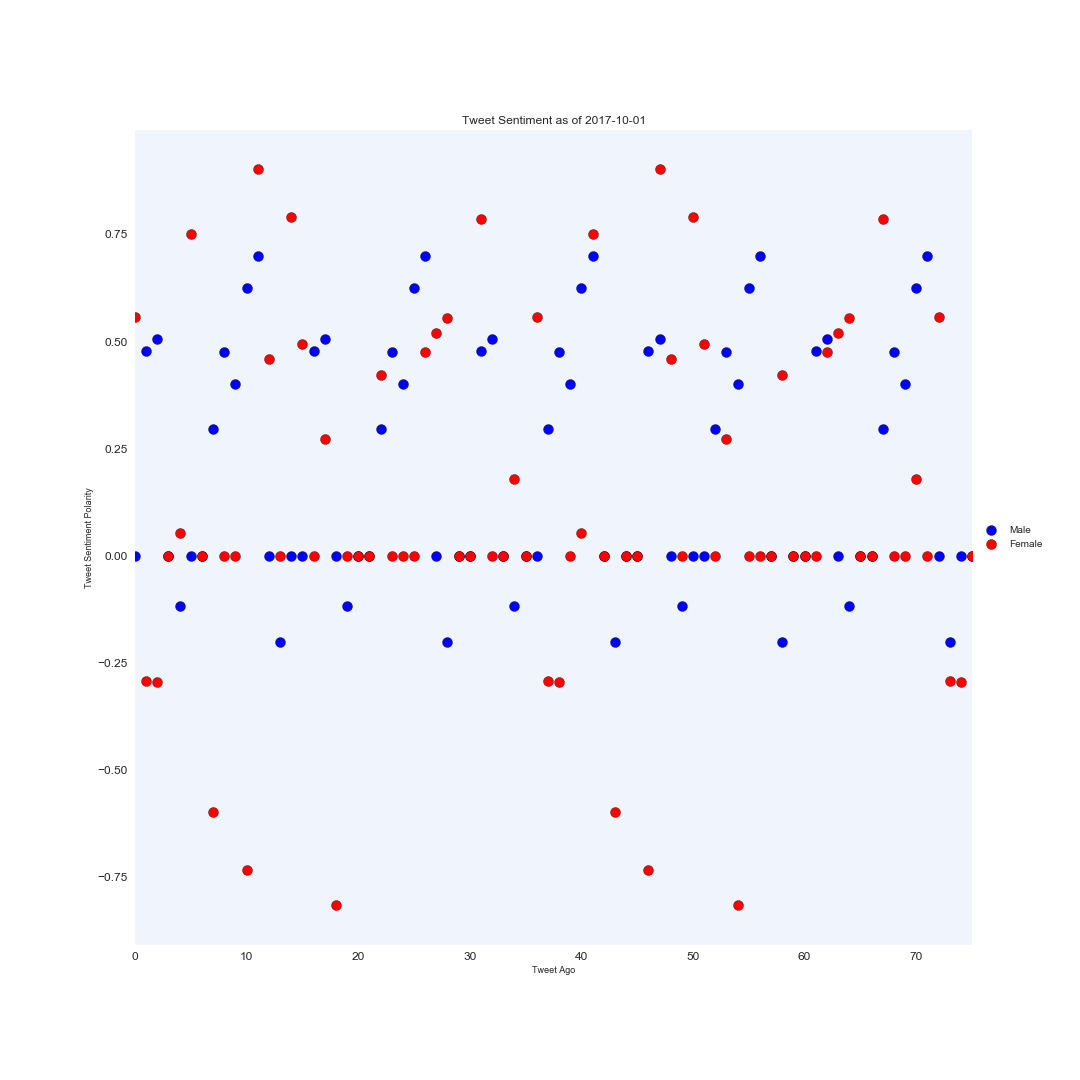 Tweet Sentiment as of 2017-10-01
0.75
0.50
0.25
0.00
−0.25
−0.50
−0.75
Tweet Sentiment Polarity
0 10 20 30 40 50 60 70
Tweet Ago
Male
Female